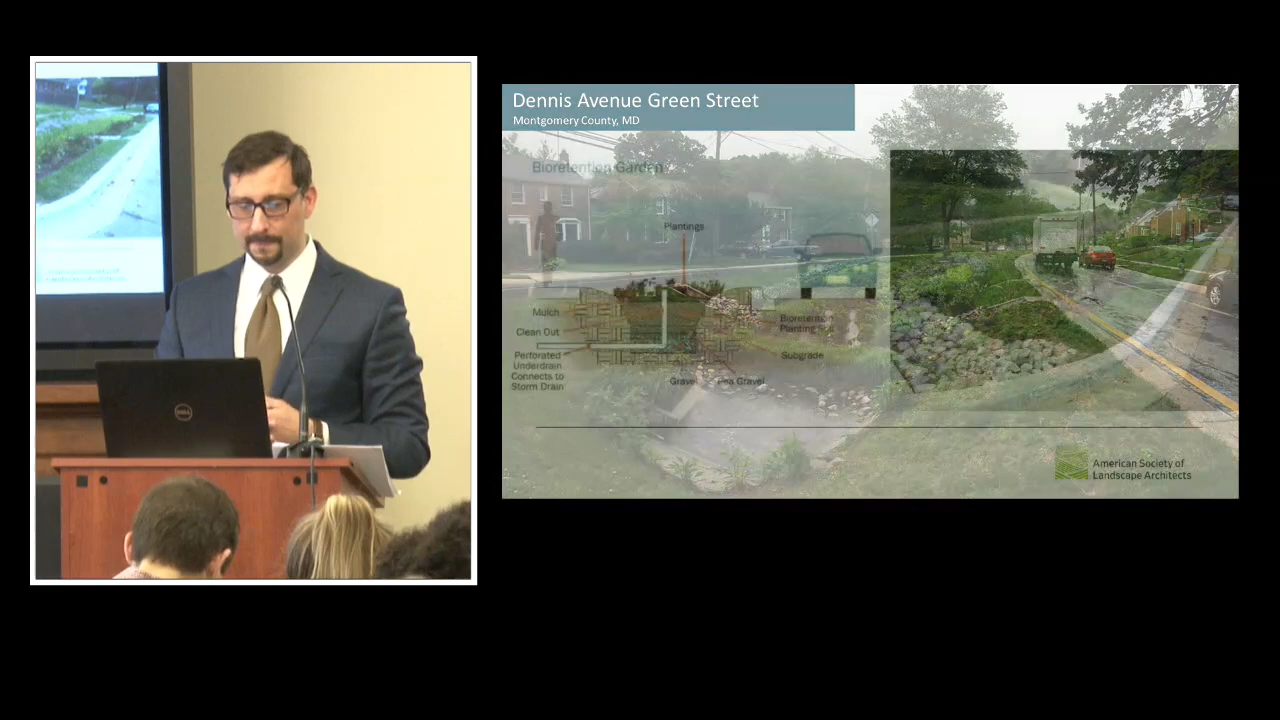 Dennis Avenue Green Street
Montgomery County, MD
Bioretention Garden
Plantings
Mulch
Clean Out
Perforated
Underdrain
Connects to
Storm Drain
Bioretention
Planting Soil
Subgrade
Gravel
Pea Gravel
American Society of
Landscape Architects
DELL